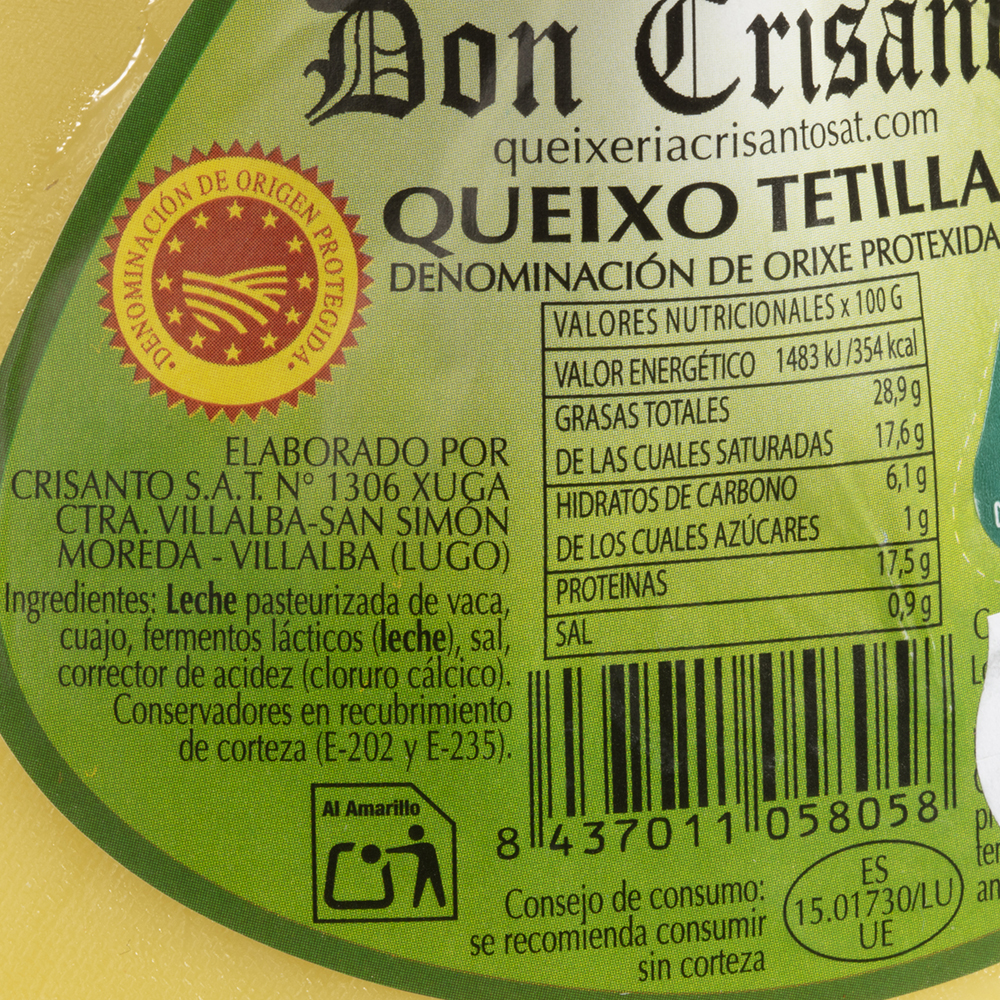 Don
queixeriacrisantosat.com
QUEIXO TETILLA
DENOMINACIÓN DE ORIXE PROTEXIDA
DENOMINACIÓN DE ORIGEN PROTEGIDA
VALORES NUTRICIONALES x 100 G
VALOR ENERGÉTICO 1483 kJ /354 kcal
GRASAS TOTALES 28,9 g
DE LAS CUALES SATURADAS 17,6 g
HIDRATOS DE CARBONO 6,1 g
DE LOS CUALES AZÚCARES 1 g
PROTEINAS 17,5 g
SAL 0,9 g
ELABORADO POR
CRISANTO S.A.T. Nº 1306 XUGA
CTRA. VILLALBA-SAN SIMÓN
MOREDA - VILLALBA (LUGO)
Ingredientes: Leche pasteurizada de vaca,
cuajo, fermentos lácticos (leche), sal,
corrector de acidez (cloruro cálcico).
Conservadores en recubrimiento
de corteza (E-202 y E-235).
Al Amarillo
8 437011 058058
Consejo de consumo:
se recomienda consumir
sin corteza
ES
15.01730/LU
UE